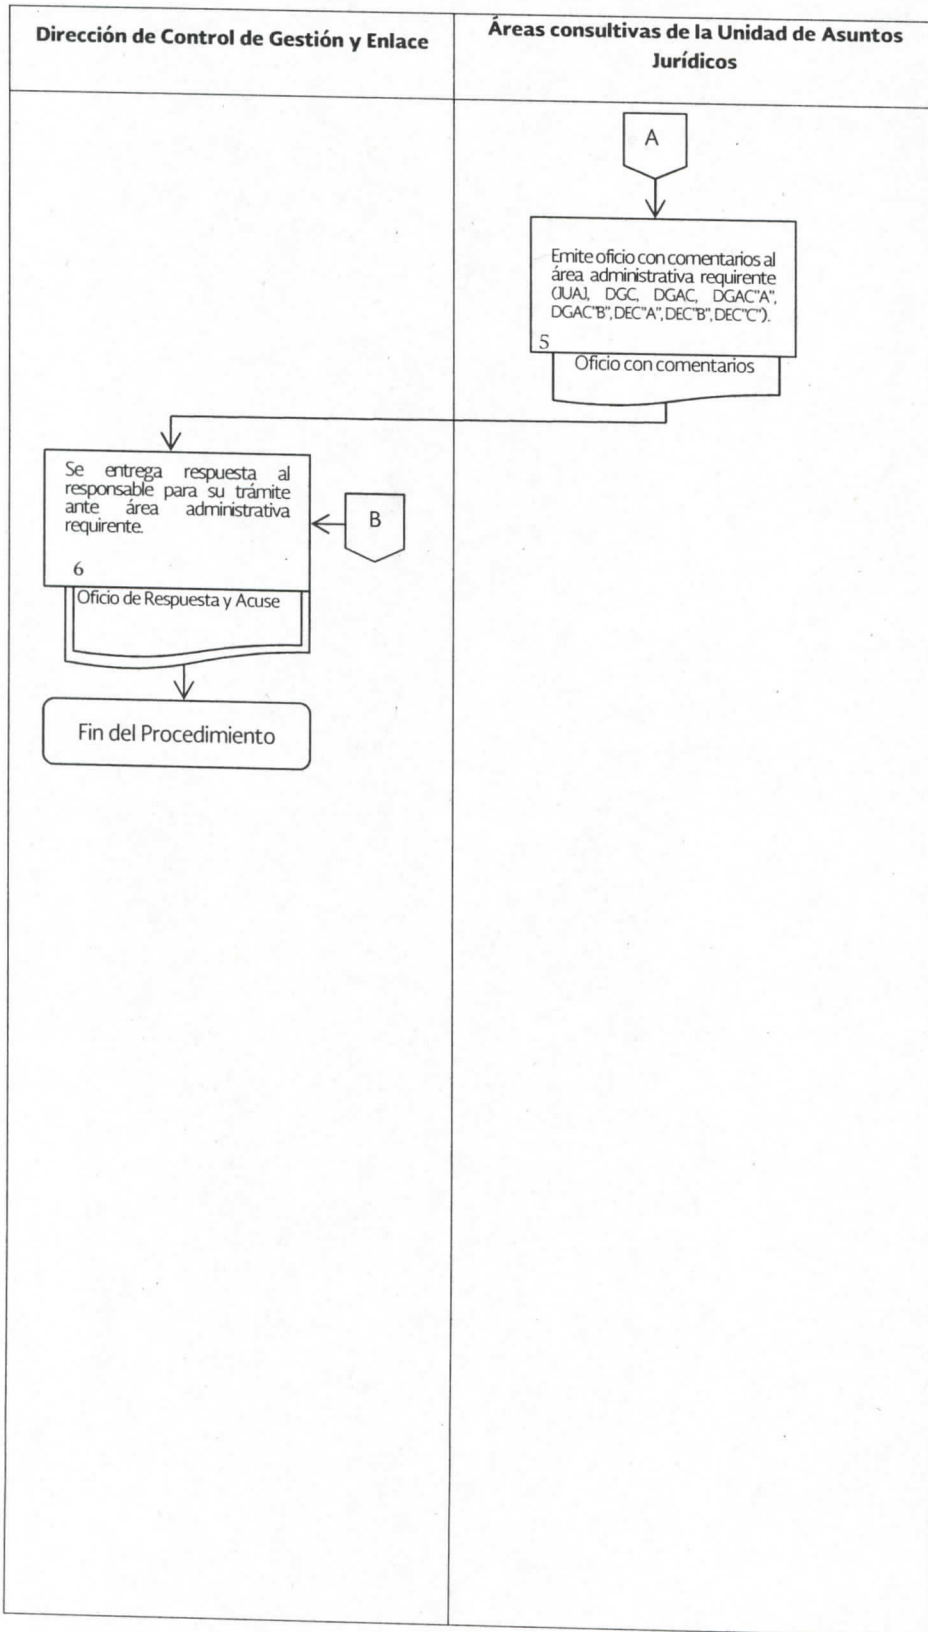 Dirección de Control de Gestión y Enlace
Áreas consultivas de la Unidad de Asuntos
Jurídicos
A
Emite oficio con comentarios al
área administrativa requirente
(JUAJ, DGC, DGAC, DGAC"A",
DGAC"B", DEC"A", DEC"B", DEC"C").
5
Oficio con comentarios
Se entrega respuesta al
responsable para su trámite
ante área administrativa
requirente.
6
B
Oficio de Respuesta y Acuse
Fin del Procedimiento